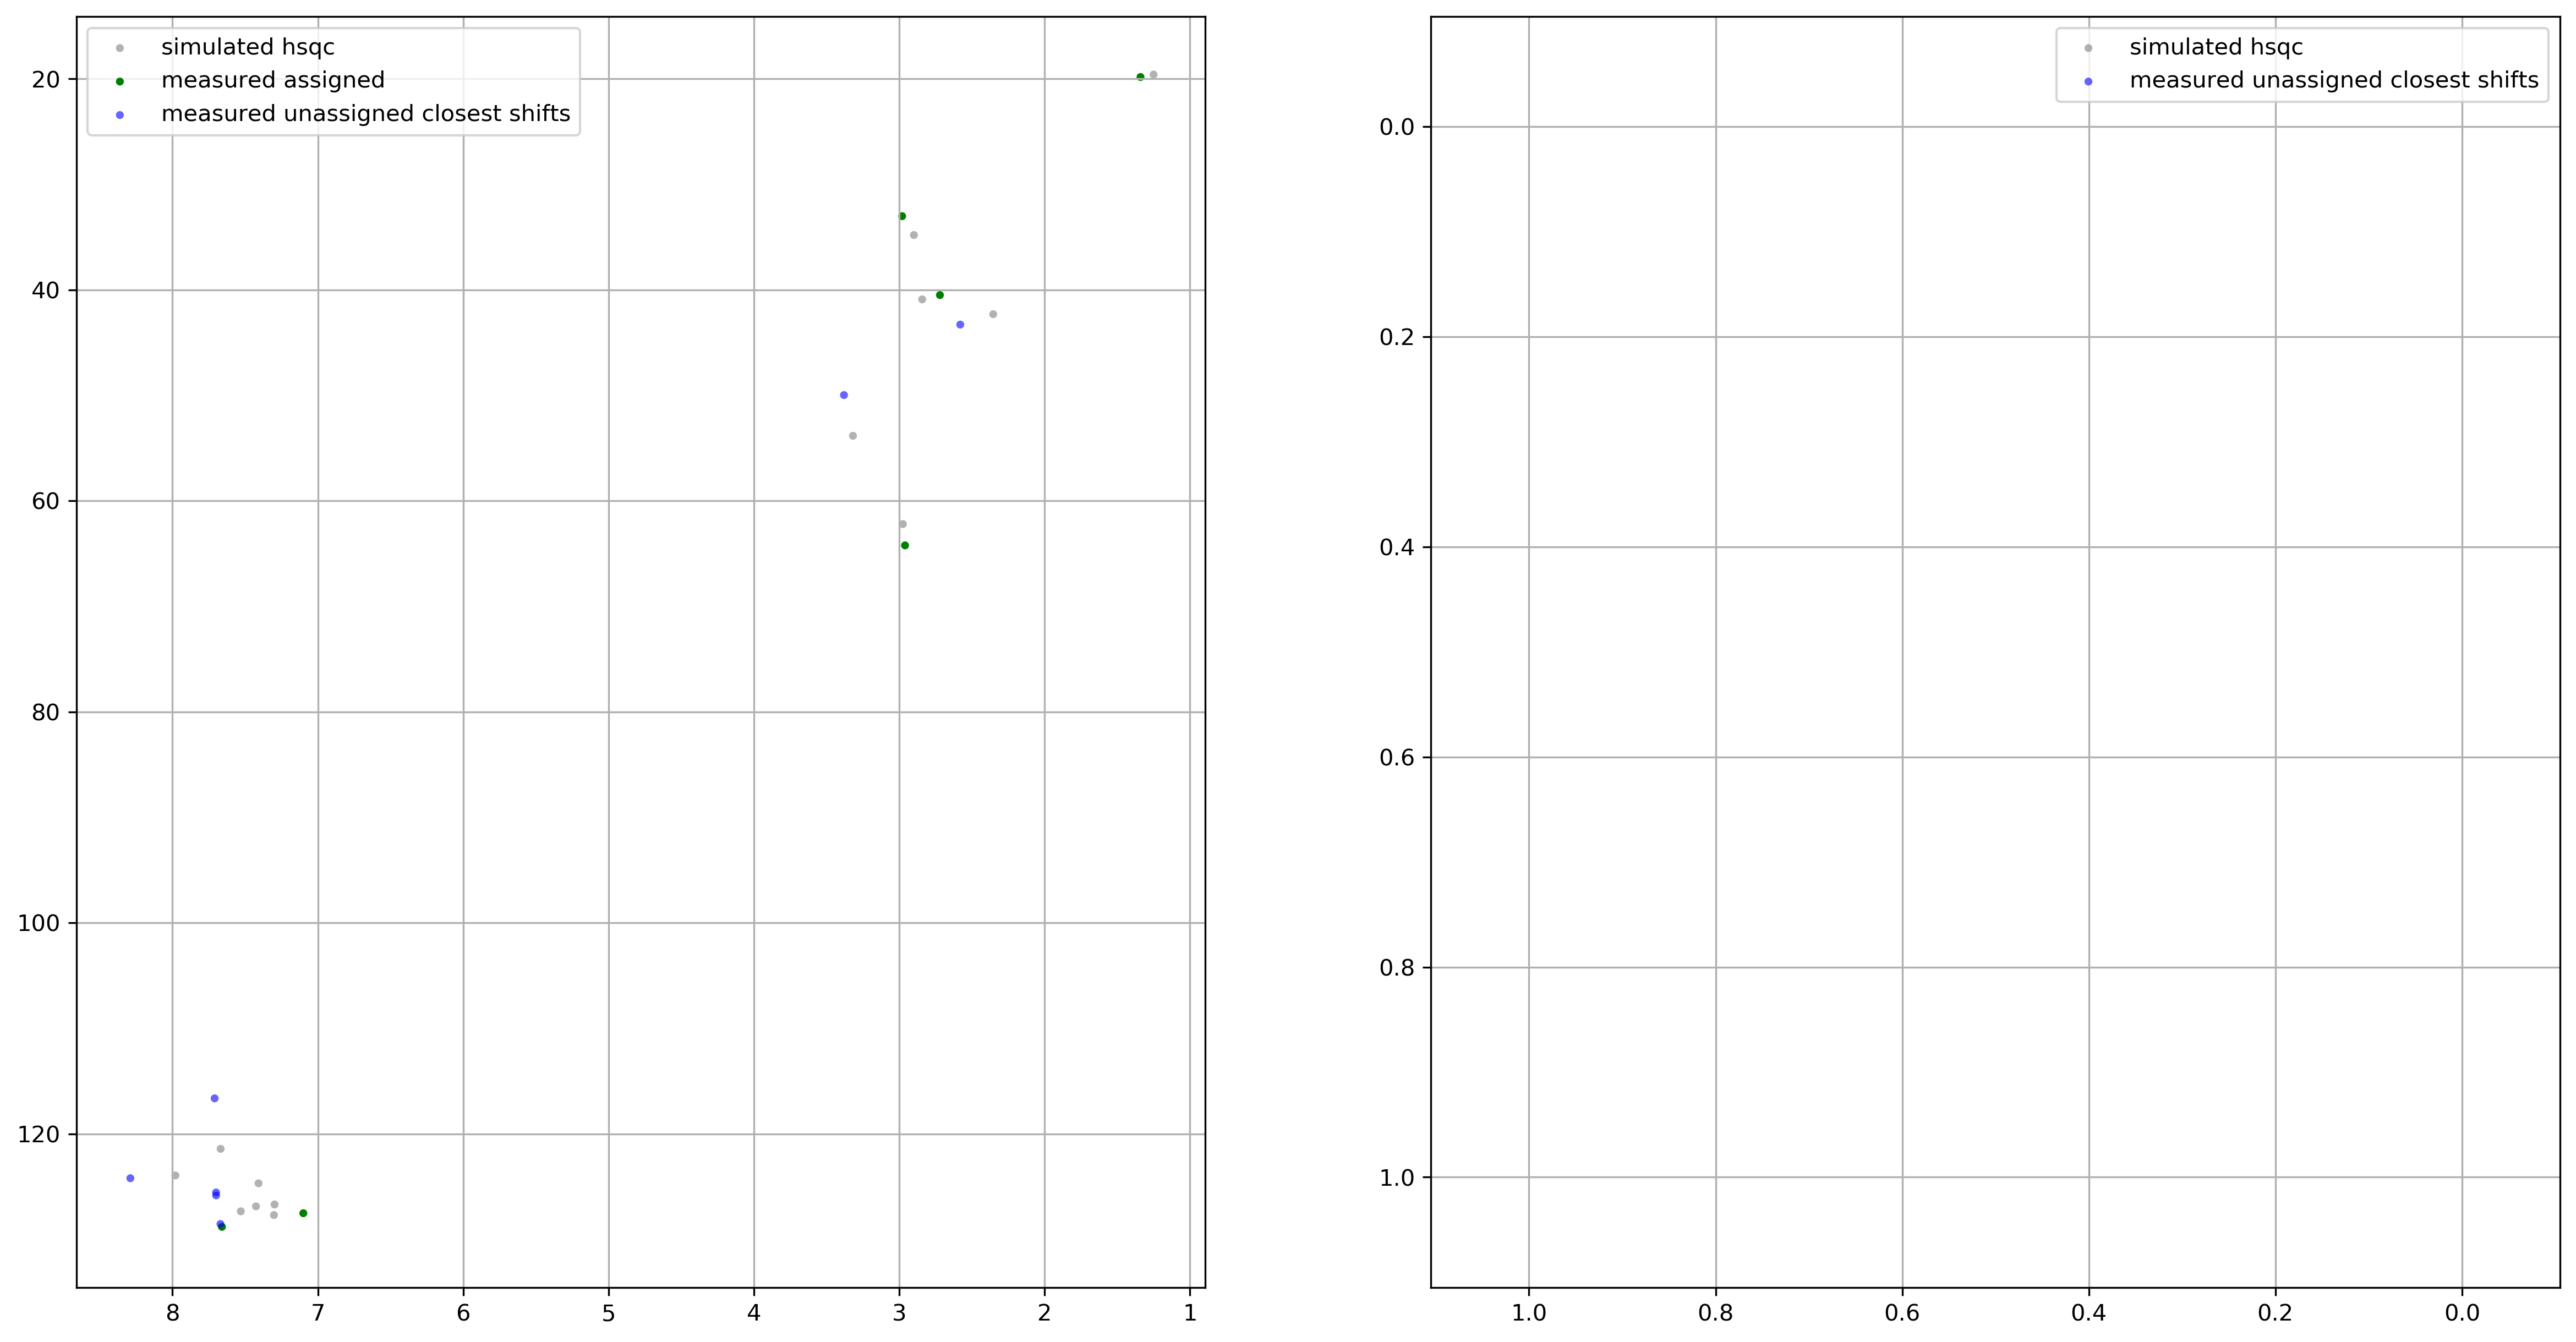 simulated hsqc
measured assigned
measured unassigned closest shifts
20
40
60
80
100
120
8 7 6 5 4 3 2 1
simulated hsqc
measured unassigned closest shifts
0.0
0.2
0.4
0.6
0.8
1.0
1.0 0.8 0.6 0.4 0.2 0.0